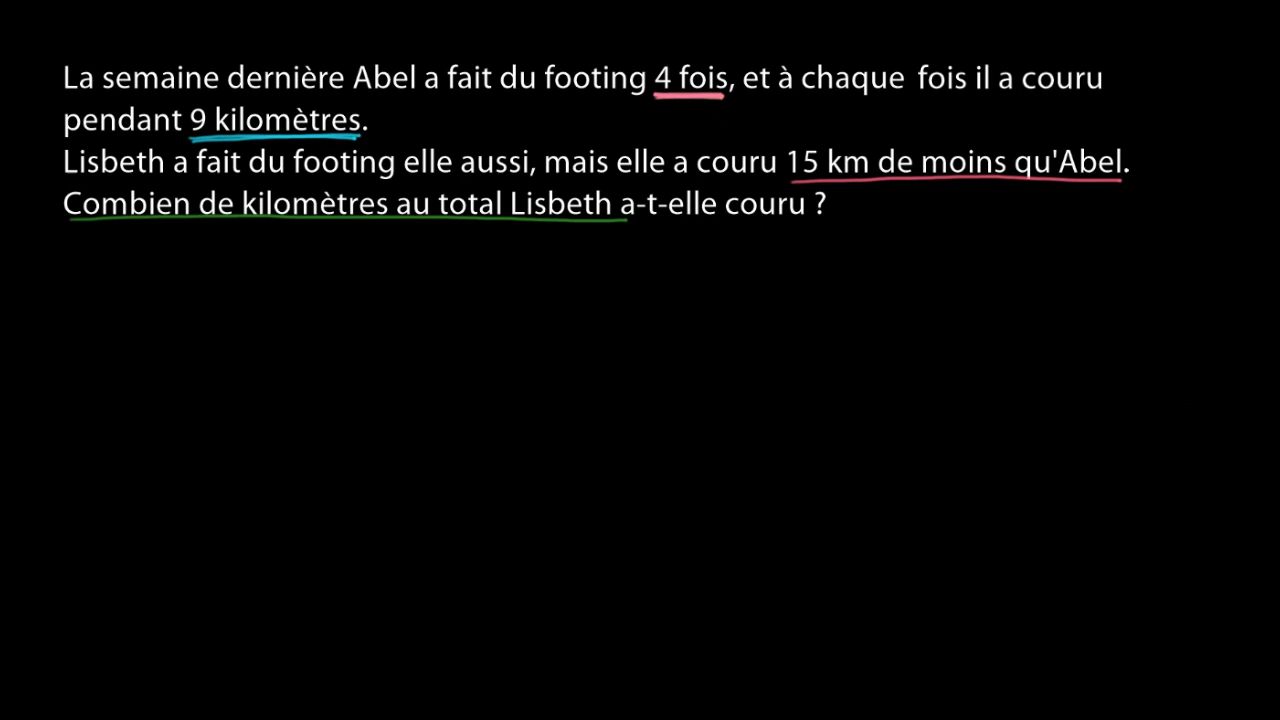 La semaine dernière Abel a fait du footing 4 fois, et à chaque fois il a couru
pendant 9 kilomètres.
Lisbeth a fait du footing elle aussi, mais elle a couru 15 km de moins qu'Abel.
Combien de kilomètres au total Lisbeth a-t-elle couru ?